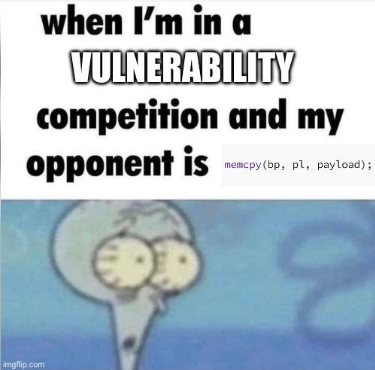 when I'm in a
VULNERABILITY
competition and my
opponent is memcpy(bp, pl, payload);
imgflip.com